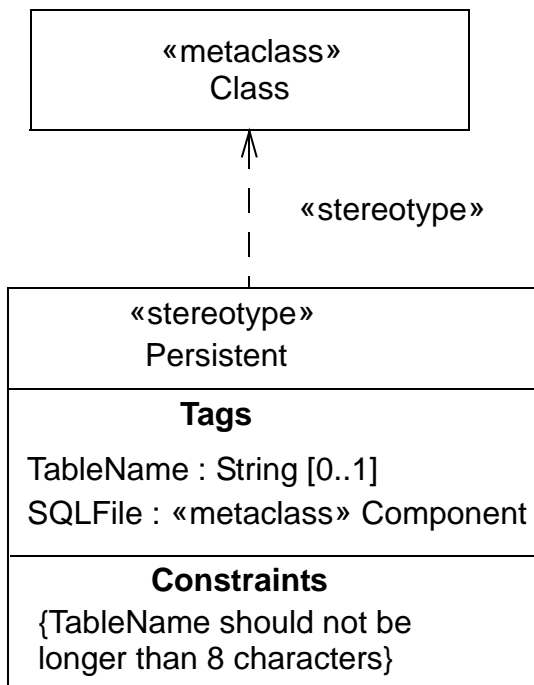 «metaclass»
Class
«stereotype»
«stereotype»
Persistent
Tags
TableName : String [0..1]
SQLFile : «metaclass» Component
Constraints
{TableName should not be
longer than 8 characters}